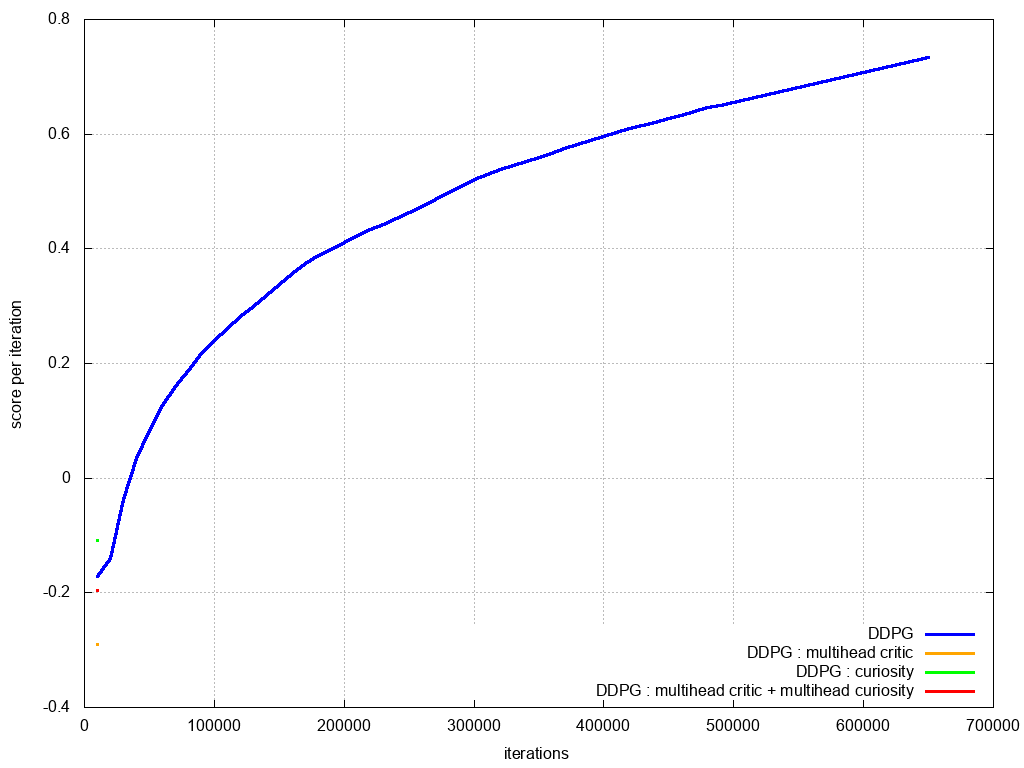 0.8
0.6
0.4
0.2
0
-0.2
-0.4
score per iteration
DDPG
DDPG : multihead critic
DDPG : curiosity
DDPG : multihead critic + multihead curiosity
0 100000 200000 300000 400000 500000 600000 700000
iterations